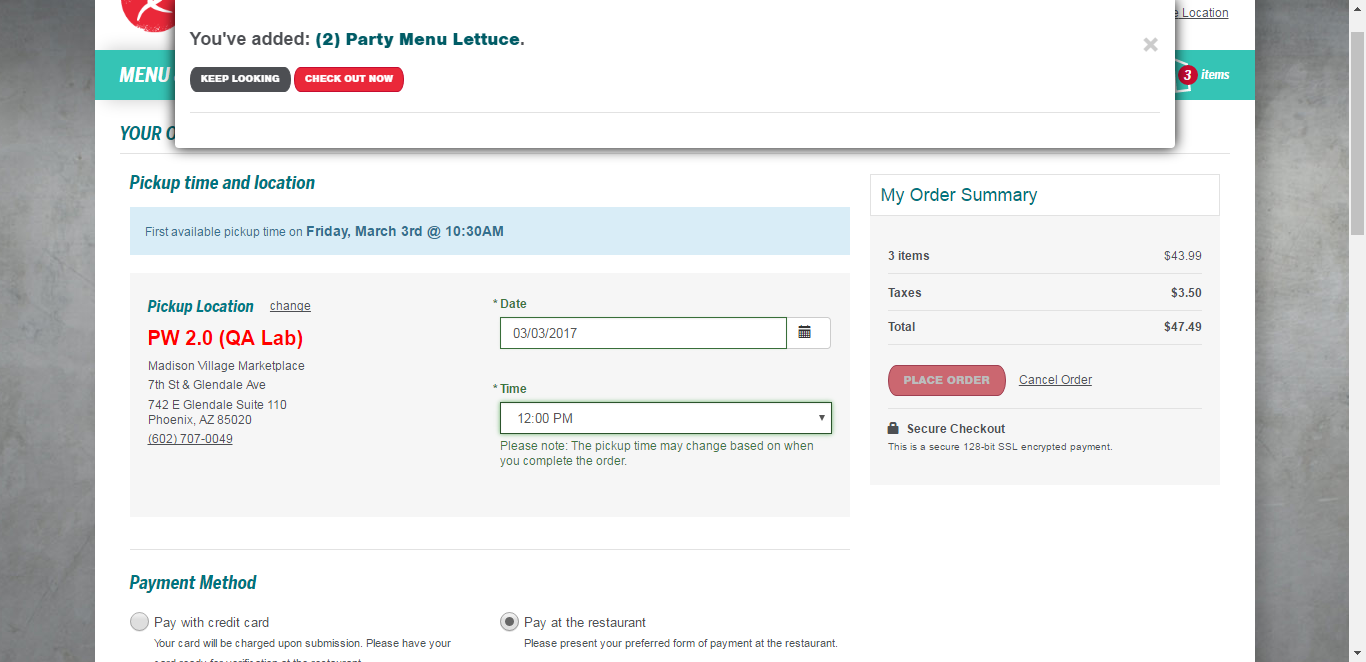 e Location
You've added: (2) Party Menu Lettuce.
KEEP LOOKING CHECK OUT NOW
MENU
3 items
YOUR O
Pickup time and location
First available pickup time on Friday, March 3rd @ 10:30AM
Pickup Location change
PW 2.0 (QA Lab)
Madison Village Marketplace
7th St & Glendale Ave
742 E Glendale Suite 110
Phoenix, AZ 85020
(602) 707-0049
* Date
03/03/2017
* Time
12:00 PM
Please note: The pickup time may change based on when
you complete the order.
My Order Summary
3 items $43.99
Taxes $3.50
Total $47.49
PLACE ORDER Cancel Order
Secure Checkout
This is a secure 128-bit SSL encrypted payment.
Payment Method
Pay with credit card
Your card will be charged upon submission. Please have your
card ready for verification at the restaurant.
Pay at the restaurant
Please present your preferred form of payment at the restaurant.